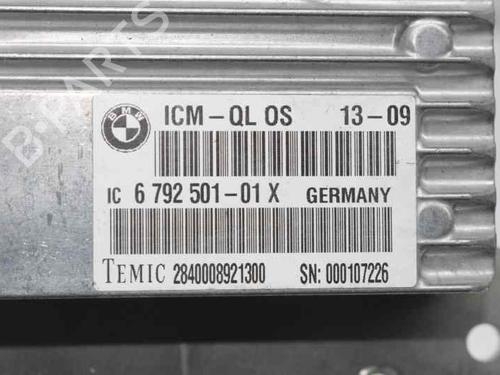 B-PARTS
BMW
ICM-QL OS 13-09
IC 6 792 501-01 X GERMANY
TEMIC 2840008921300 SN: 000107226